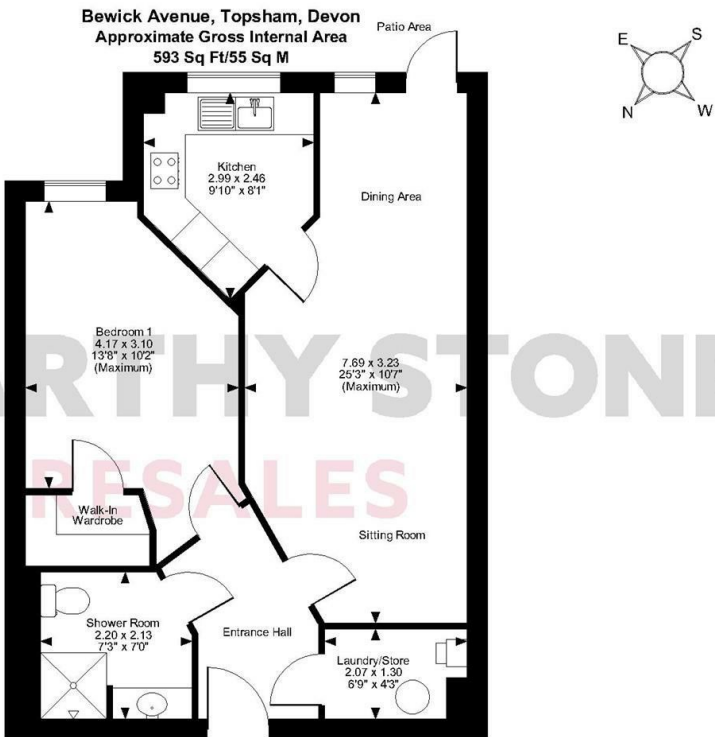 Bewick Avenue, Topsham, Devon
Approximate Gross Internal Area
593 Sq Ft/55 Sq M
Patio Area
E
S
N
W
Kitchen
2.99 x 2.46
9'10" x 8'1"
Dining Area
Bedroom 1
4.17 x 3.10
13'8" x 10'2"
(Maximum)
7.69 x 3.23
25'3" x 10'7"
(Maximum)
ARTHY STONE
RESALES
Walk-In
Wardrobe
Sitting Room
Shower Room
2.20 x 2.13
7'3" x 7'0"
Entrance Hall
Laundry/Store
2.07 x 1.30
6'9" x 4'3"